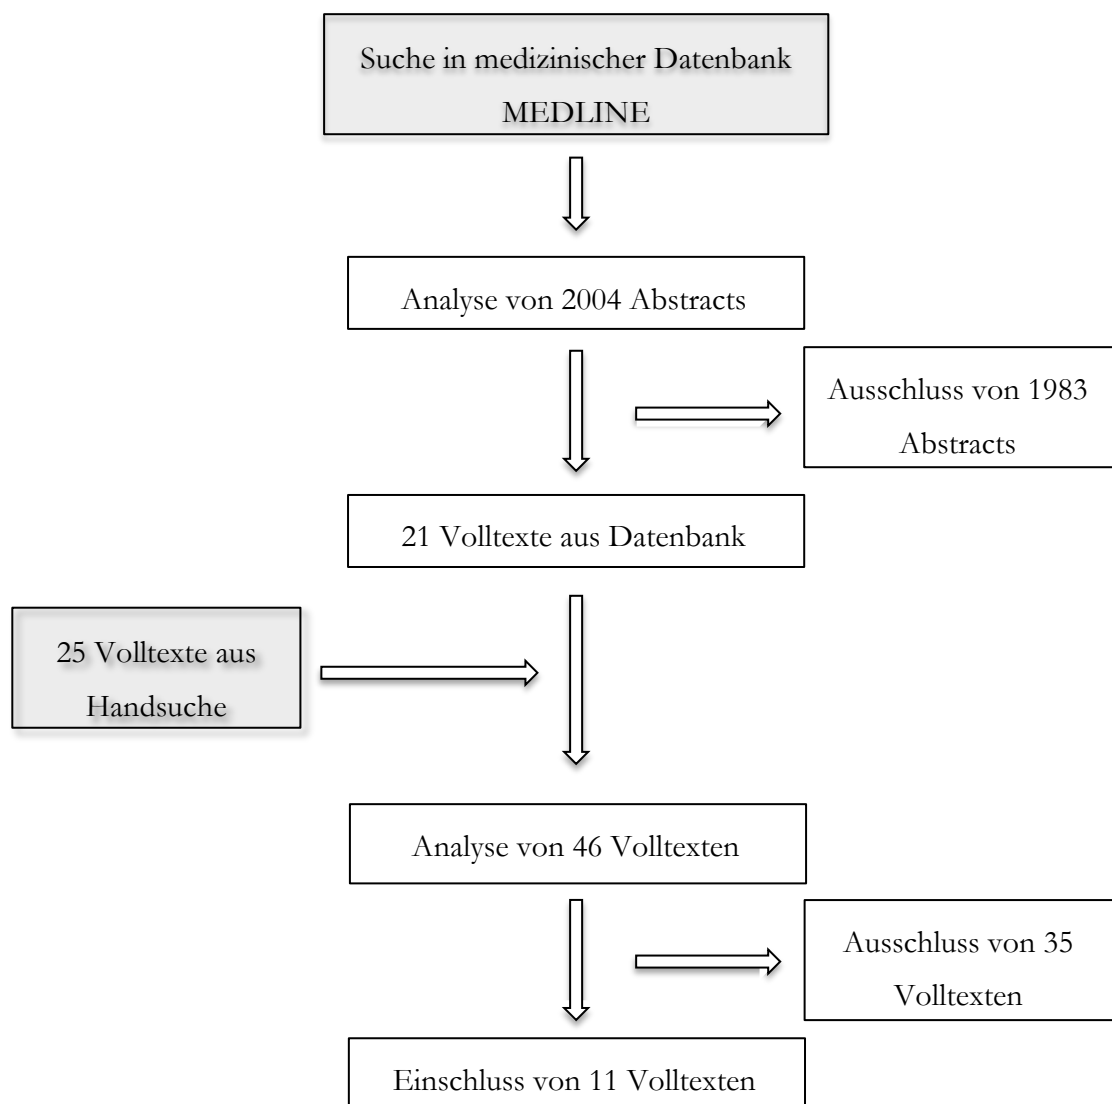 Suche in medizinischer Datenbank
MEDLINE
Analyse von 2004 Abstracts
Ausschluss von 1983
Abstracts
21 Volltexte aus Datenbank
25 Volltexte aus
Handsuche
Analyse von 46 Volltexten
Ausschluss von 35
Volltexten
Einschluss von 11 Volltexten